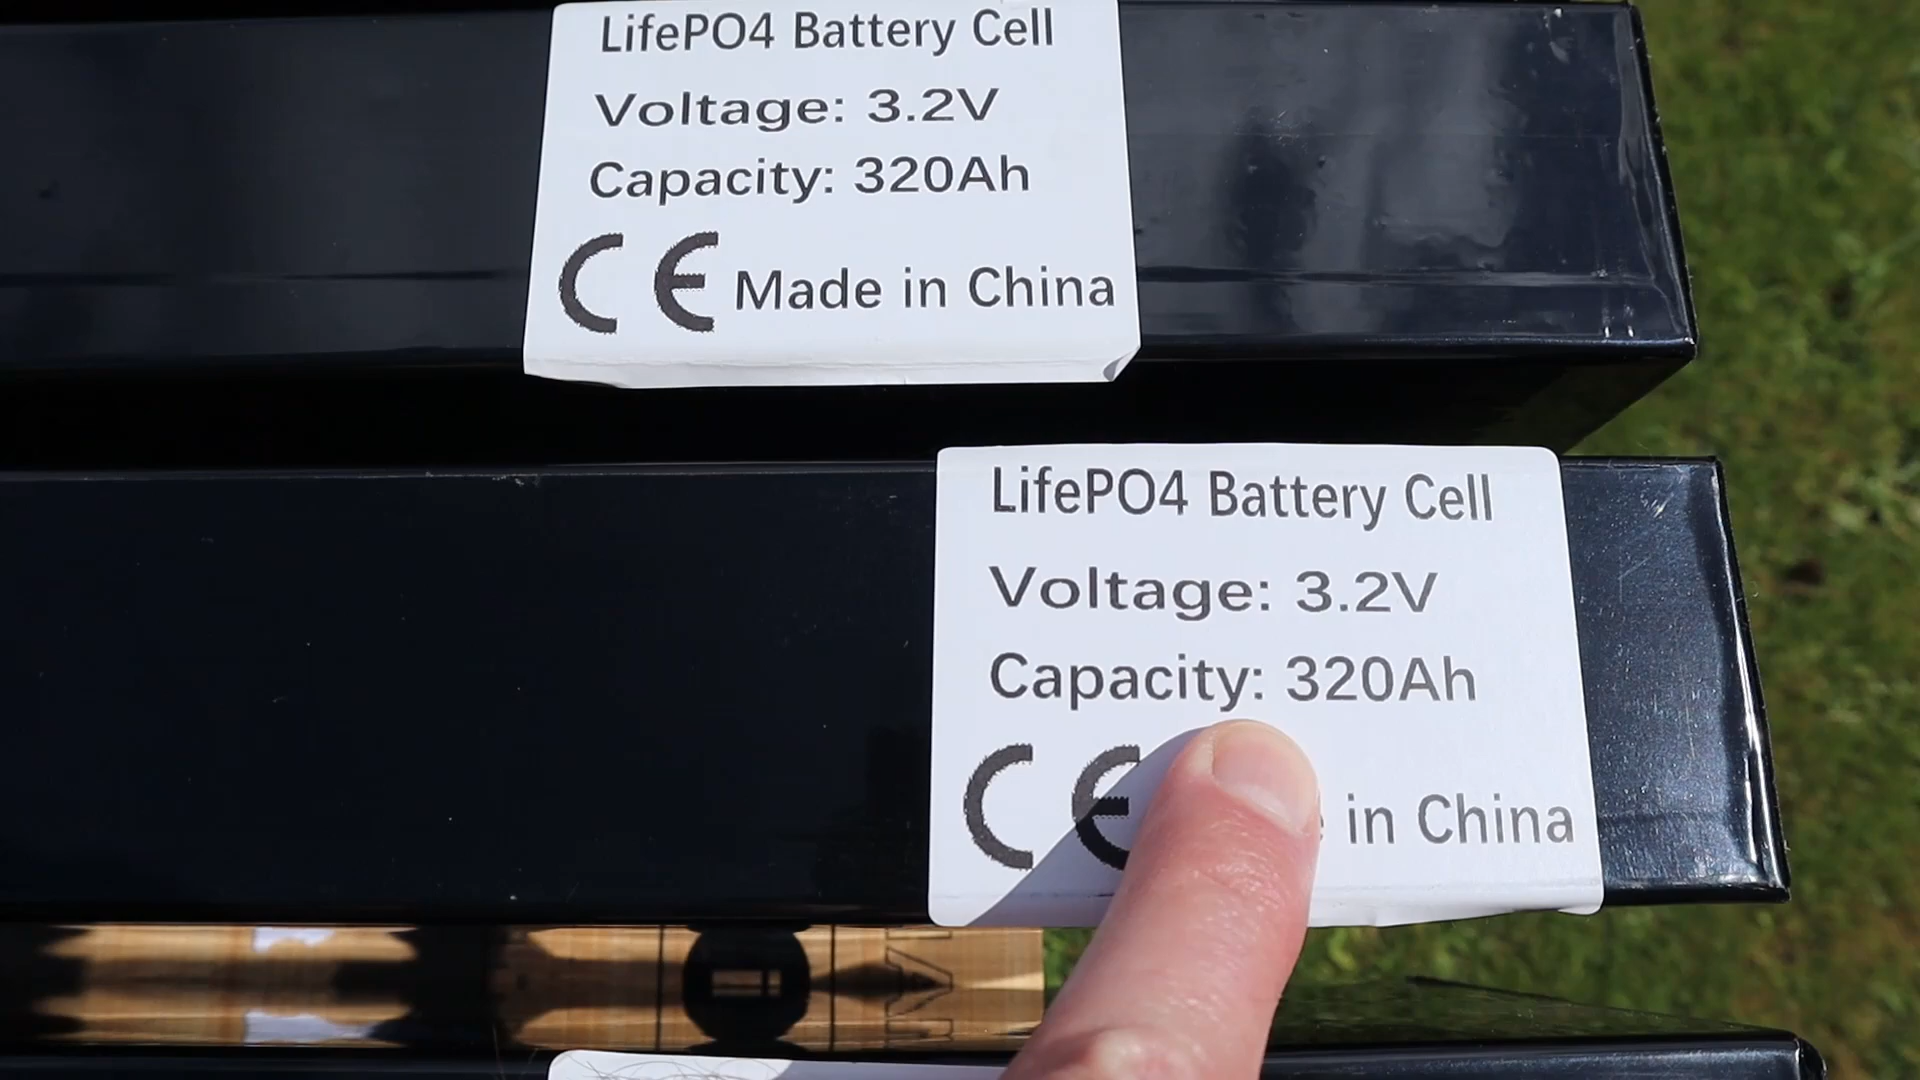 LifePO4 Battery Cell
Voltage: 3.2V
Capacity: 320Ah
CE Made in China
LifePO4 Battery Cell
Voltage: 3.2V
Capacity: 320Ah
CE in China